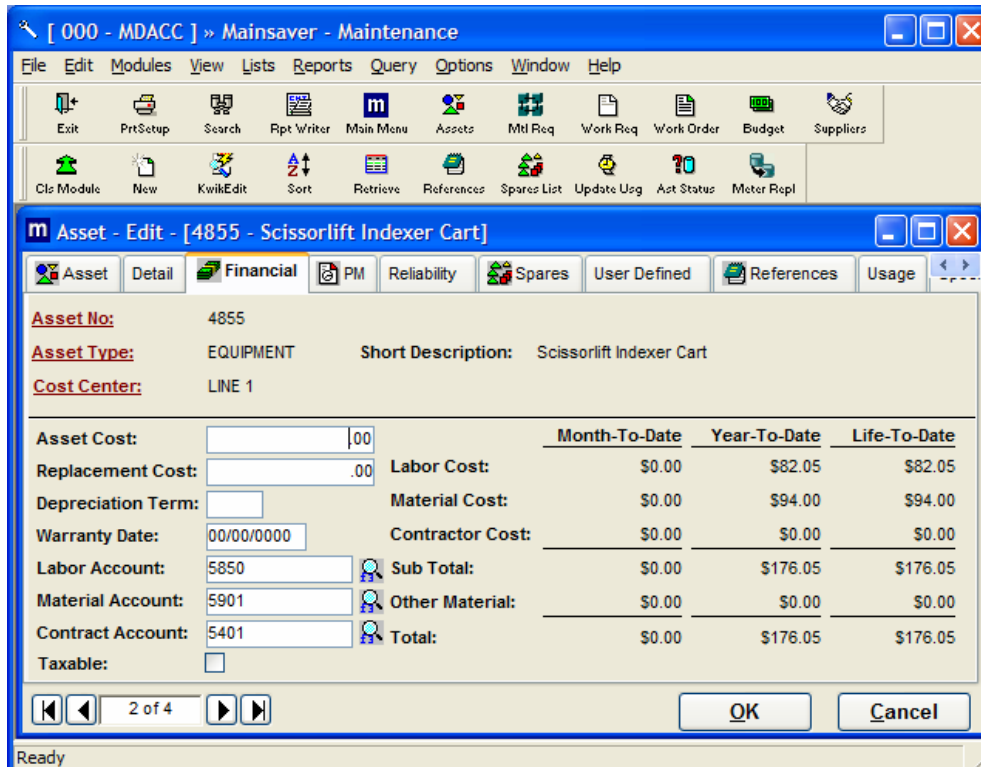 [ 000 - MDACC ] » Mainsaver - Maintenance
File Edit Modules View Lists Reports Query Options Window Help
Exit PrtSetup Search Rpt Writer Main Menu Assets Mtl Req Work Req Work Order Budget Suppliers
Cls Module New KwikEdit Sort Retrieve References Spares List Update Usg Ast Status Meter Repl
m Asset - Edit - [4855 - Scissorlift Indexer Cart]
Asset Detail Financial PM Reliability Spares User Defined References Usage
Asset No: 4855
Asset Type: EQUIPMENT Short Description: Scissorlift Indexer Cart
Cost Center: LINE 1
Asset Cost: .00 Month-To-Date Year-To-Date Life-To-Date
Replacement Cost: .00 Labor Cost: $0.00 $82.05 $82.05
Depreciation Term: Material Cost: $0.00 $94.00 $94.00
Warranty Date: 00/00/0000 Contractor Cost: $0.00 $0.00 $0.00
Labor Account: 5850 Sub Total: $0.00 $176.05 $176.05
Material Account: 5901 Other Material: $0.00 $0.00 $0.00
Contract Account: 5401 Total: $0.00 $176.05 $176.05
Taxable:
2 of 4 OK Cancel
Ready